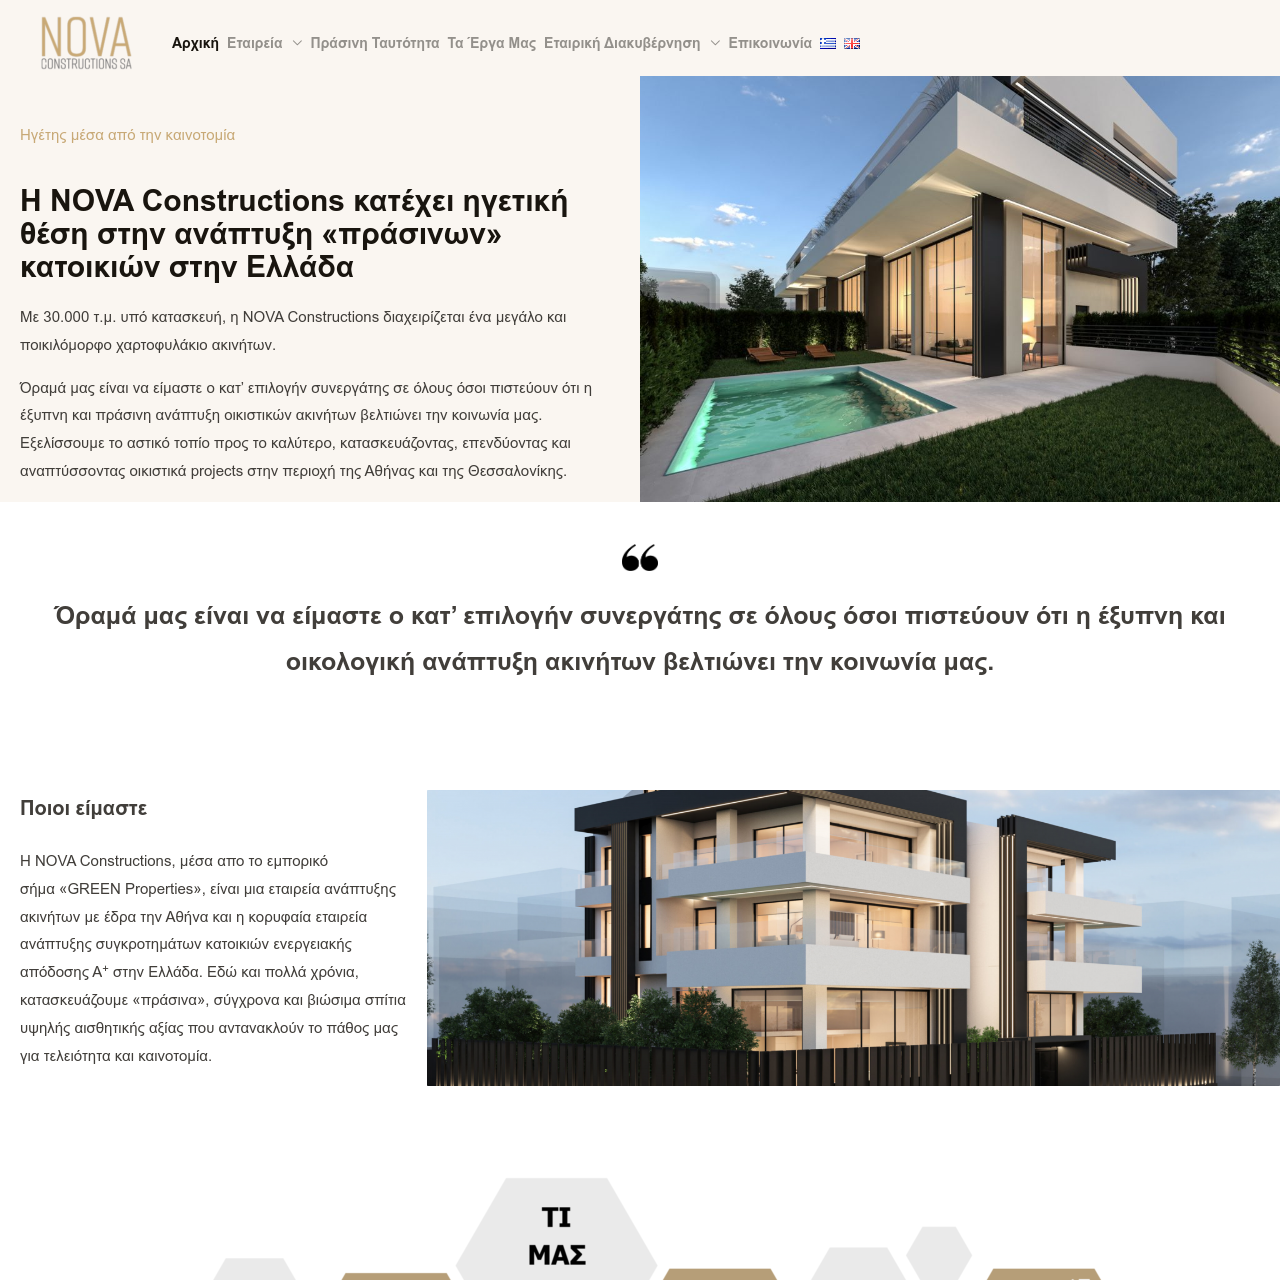 NOVA
CONSTRUCTIONS SA
Αρχική Εταιρεία Πράσινη Ταυτότητα Τα Έργα Μας Εταιρική Διακυβέρνηση Επικοινωνία
Ηγέτης μέσα από την καινοτομία
Η NOVA Constructions κατέχει ηγετική
θέση στην ανάπτυξη «πράσινων»
κατοικιών στην Ελλάδα
Με 30.000 τ.μ. υπό κατασκευή, η NOVA Constructions διαχειρίζεται ένα μεγάλο και
ποικιλόμορφο χαρτοφυλάκιο ακινήτων.
Όραμά μας είναι να είμαστε ο κατ’ επιλογήν συνεργάτης σε όλους όσοι πιστεύουν ότι η
έξυπνη και πράσινη ανάπτυξη οικιστικών ακινήτων βελτιώνει την κοινωνία μας.
Εξελίσσουμε το αστικό τοπίο προς το καλύτερο, κατασκευάζοντας, επενδύοντας και
αναπτύσσοντας οικιστικά projects στην περιοχή της Αθήνας και της Θεσσαλονίκης.
Όραμά μας είναι να είμαστε ο κατ’ επιλογήν συνεργάτης σε όλους όσοι πιστεύουν ότι η έξυπνη και
οικολογική ανάπτυξη ακινήτων βελτιώνει την κοινωνία μας.
Ποιοι είμαστε
Η NOVA Constructions, μέσα απο το εμπορικό
σήμα «GREEN Properties», είναι μια εταιρεία ανάπτυξης
ακινήτων με έδρα την Αθήνα και η κορυφαία εταιρεία
ανάπτυξης συγκροτημάτων κατοικιών ενεργειακής
απόδοσης Α⁺ στην Ελλάδα. Εδώ και πολλά χρόνια,
κατασκευάζουμε «πράσινα», σύγχρονα και βιώσιμα σπίτια
υψηλής αισθητικής αξίας που αντανακλούν το πάθος μας
για τελειότητα και καινοτομία.
ΤΙ
ΜΑΣ